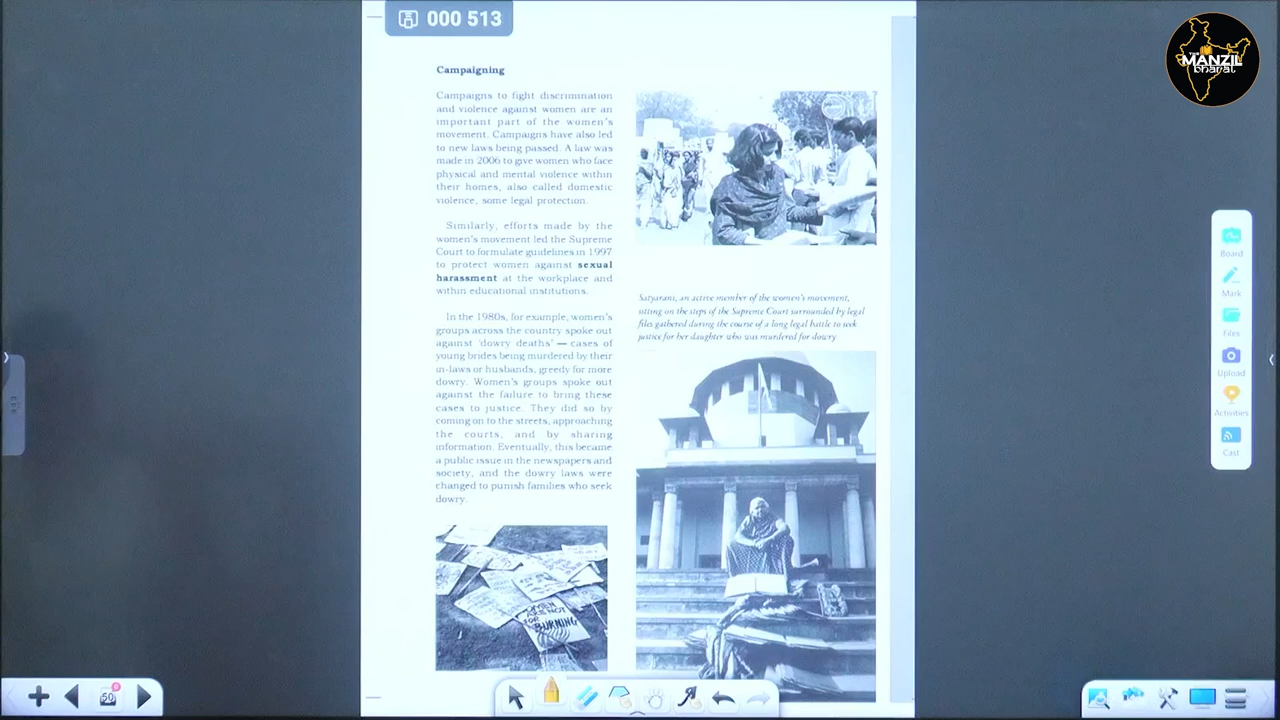 000 513
THE
MANZIL
bharat
Campaigning
Campaigns to fight discrimination
and violence against women are an
important part of the women's
movement. Campaigns have also led
to new laws being passed. A law was
made in 2006 to give women who face
physical and mental violence within
their homes, also called domestic
violence, some legal protection.
Similarly, efforts made by the
women's movement led the Supreme
Court to formulate guidelines in 1997
to protect women against sexual
harassment at the workplace and
within educational institutions.
In the 1980s, for example, women's
groups across the country spoke out
against 'dowry deaths' — cases of
young brides being murdered by their
in-laws or husbands, greedy for more
dowry. Women's groups spoke out
against the failure to bring these
cases to justice. They did so by
coming on to the streets, approaching
the courts, and by sharing
information. Eventually, this became
a public issue in the newspapers and
society, and the dowry laws were
changed to punish families who seek
dowry.
WOMEN
ARE NOT
FOR
BURNING
Satyarani, an active member of the women's movement,
sitting on the steps of the Supreme Court surrounded by legal
files gathered during the course of a long legal battle to seek
justice for her daughter who was murdered for dowry
Board
Mark
Files
Upload
Activities
Cast
50